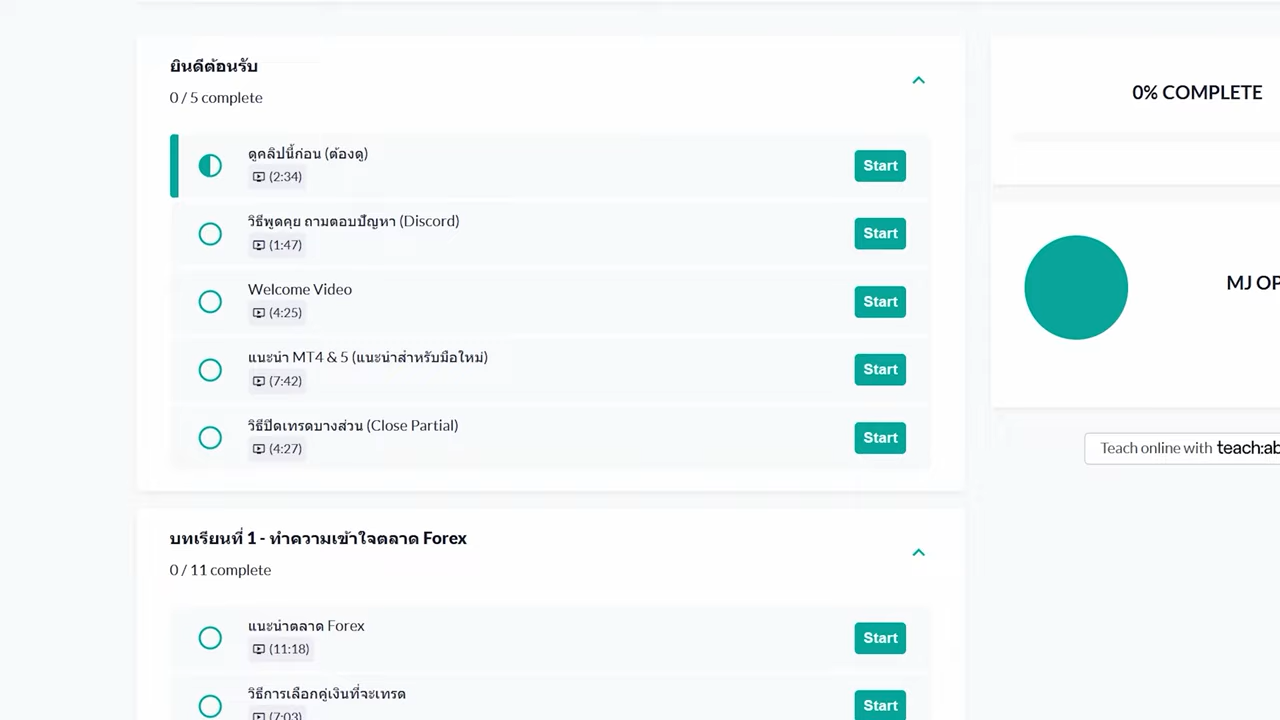 ยินดีต้อนรับ
0 / 5 complete
ดูคลิปนี้ก่อน (ต้องดู)
(2:34)
Start
วิธีพูดคุย ถามตอบปัญหา (Discord)
(1:47)
Start
Welcome Video
(4:25)
Start
แนะนำ MT4 & 5 (แนะนำสำหรับมือใหม่)
(7:42)
Start
วิธีปิดเทรดบางส่วน (Close Partial)
(4:27)
Start
บทเรียนที่ 1 - ทำความเข้าใจตลาด Forex
0 / 11 complete
แนะนำตลาด Forex
(11:18)
Start
วิธีการเลือกคู่เงินที่จะเทรด
(7:03)
Start
0% COMPLETE
MJ OP
Teach online with teach:ab